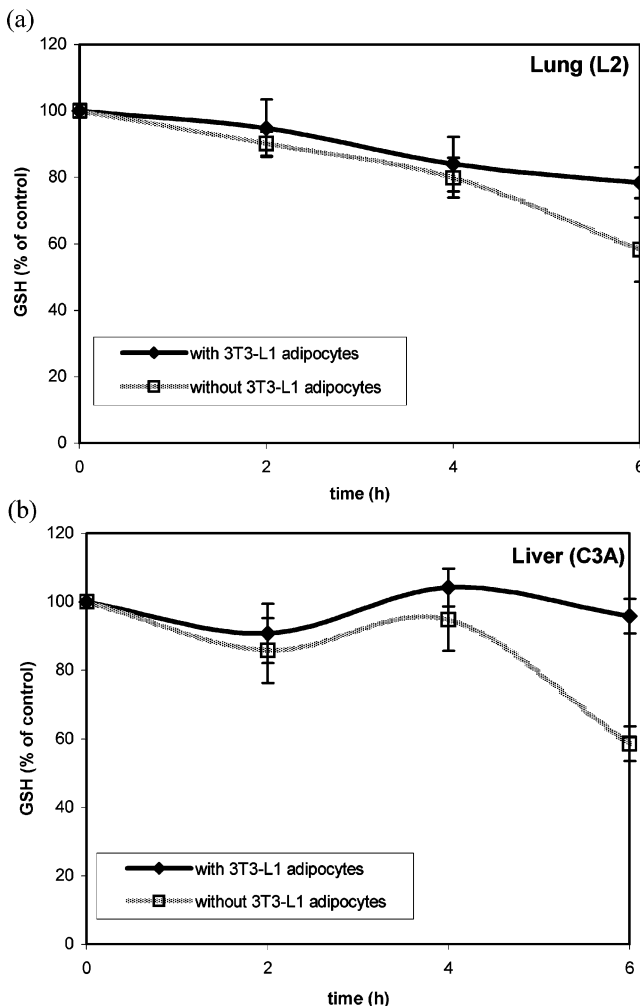 (a)
120
Lung (L2)
100
80
60
40
20
0
GSH (% of control)
with 3T3-L1 adipocytes
without 3T3-L1 adipocytes
0 2 4 6
time (h)
(b)
120
Liver (C3A)
100
80
60
40
20
0
GSH (% of control)
with 3T3-L1 adipocytes
without 3T3-L1 adipocytes
0 2 4 6
time (h)